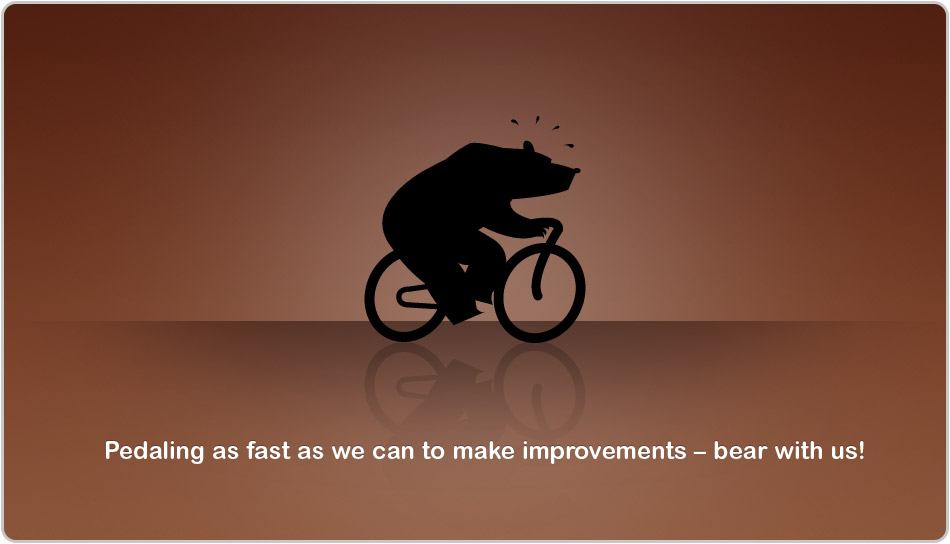 Pedaling as fast as we can to make improvements – bear with us!